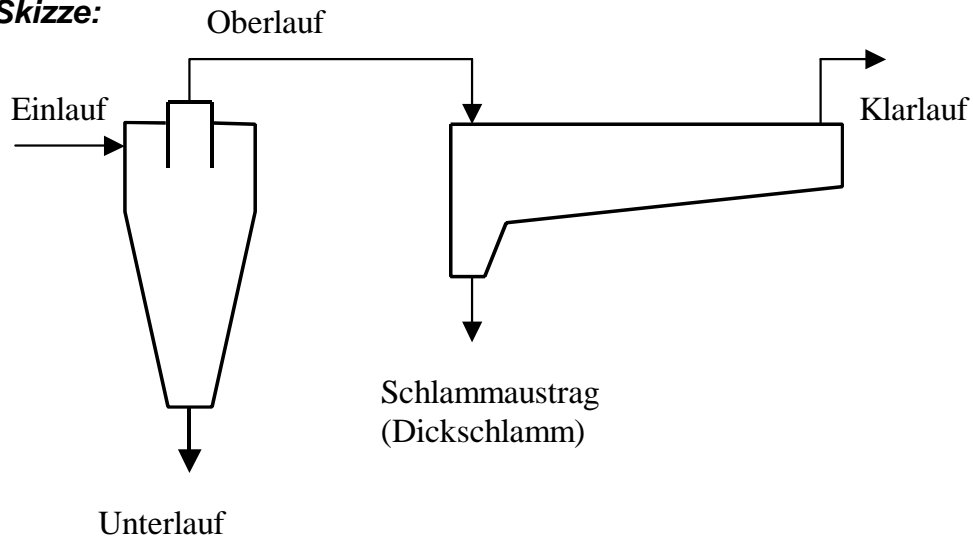 Skizze:
Oberlauf
Einlauf
Klarlauf
Schlammaustrag
(Dickschlamm)
Unterlauf